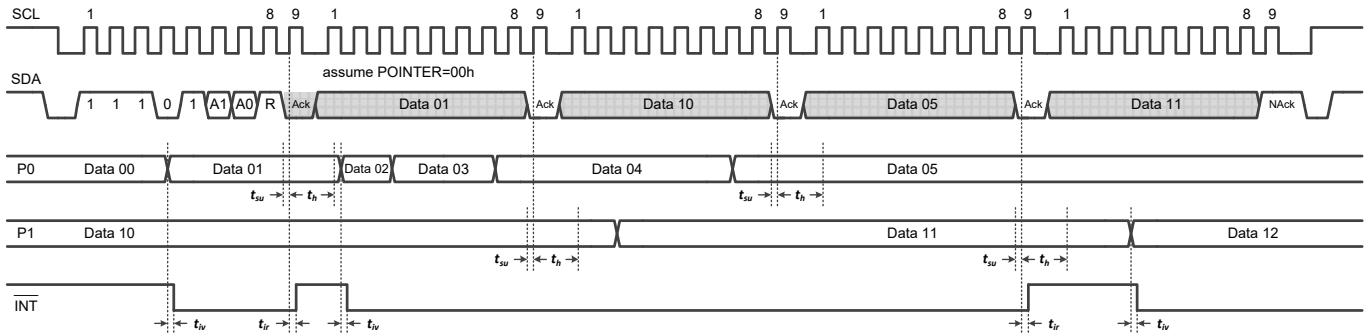 SCL 1 8 9 1 8 9 1 8 9 1 8 9 1 8 9
assume POINTER=00h
SDA 1 1 1 0 1 A1 A0 R Ack Data 01 Ack Data 10 Ack Data 05 Ack Data 11 NAck
P0 Data 00 Data 01 Data 02 Data 03 Data 04 Data 05
tsu th tsu th
P1 Data 10 Data 11 Data 12
tsu th tsu th
INT
tiv tir tiv tir tiv